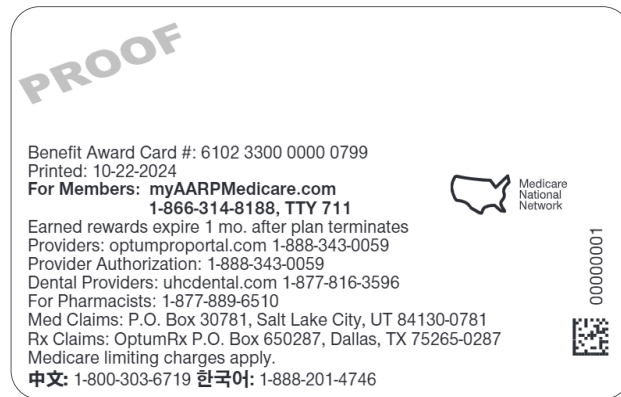 PROOF
Benefit Award Card #: 6102 3300 0000 0799
Printed: 10-22-2024
For Members: myAARPMedicare.com
1-866-314-8188, TTY 711
Earned rewards expire 1 mo. after plan terminates
Providers: optumproportal.com 1-888-343-0059
Provider Authorization: 1-888-343-0059
Dental Providers: uhcdental.com 1-877-816-3596
For Pharmacists: 1-877-889-6510
Med Claims: P.O. Box 30781, Salt Lake City, UT 84130-0781
Rx Claims: OptumRx P.O. Box 650287, Dallas, TX 75265-0287
Medicare limiting charges apply.
中文: 1-800-303-6719 한국어: 1-888-201-4746
Medicare
National
Network
00000001